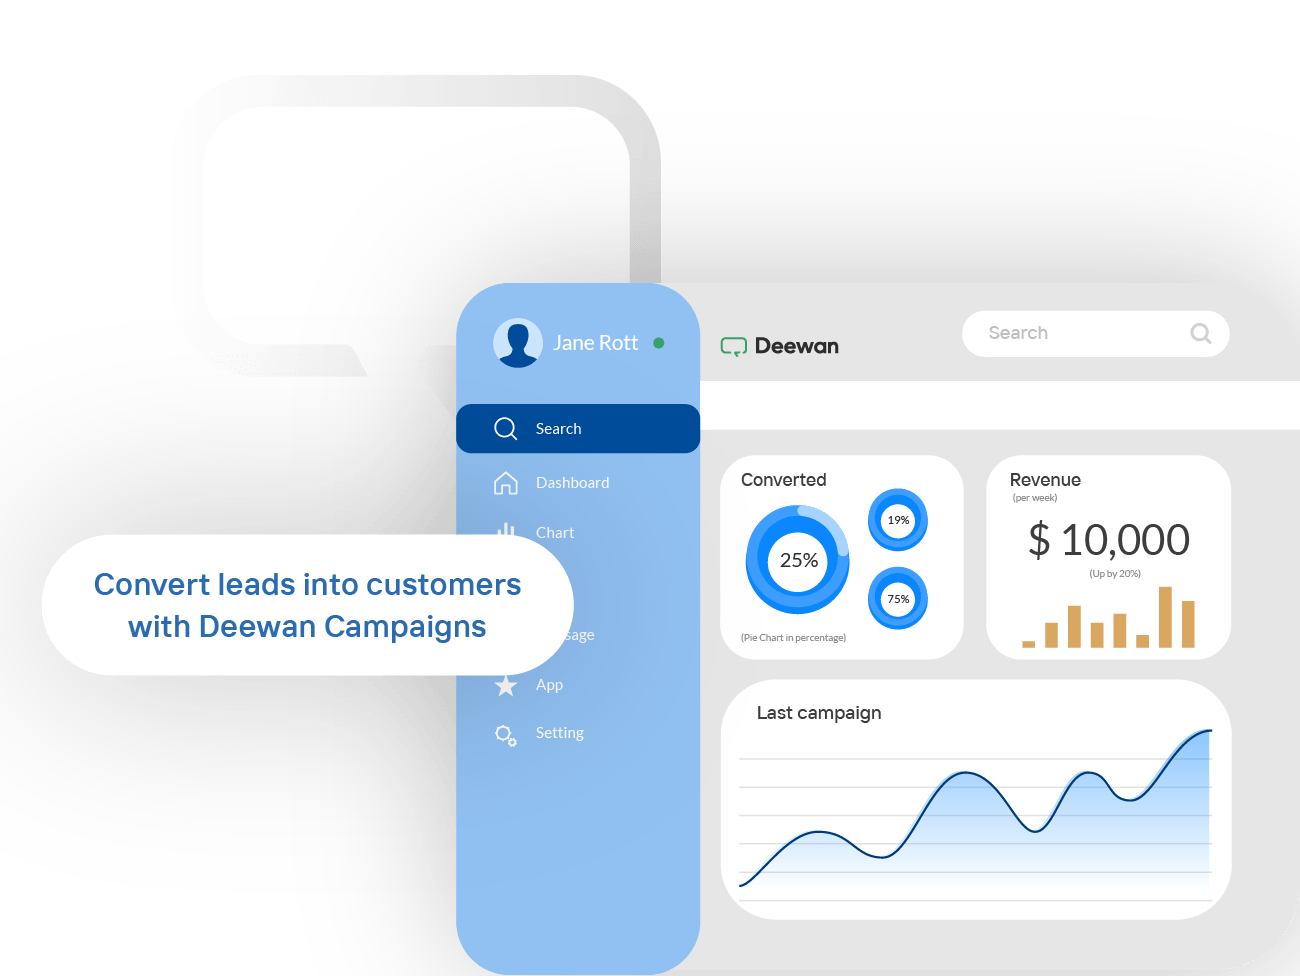 Jane Rott
Deewan
Search
Search
Dashboard
Chart
Convert leads into customers
with Deewan Campaigns
App
Setting
Converted
25%
19%
75%
(Pie Chart in percentage)
Revenue
(per week)
$ 10,000
(Up by 20%)
Last campaign